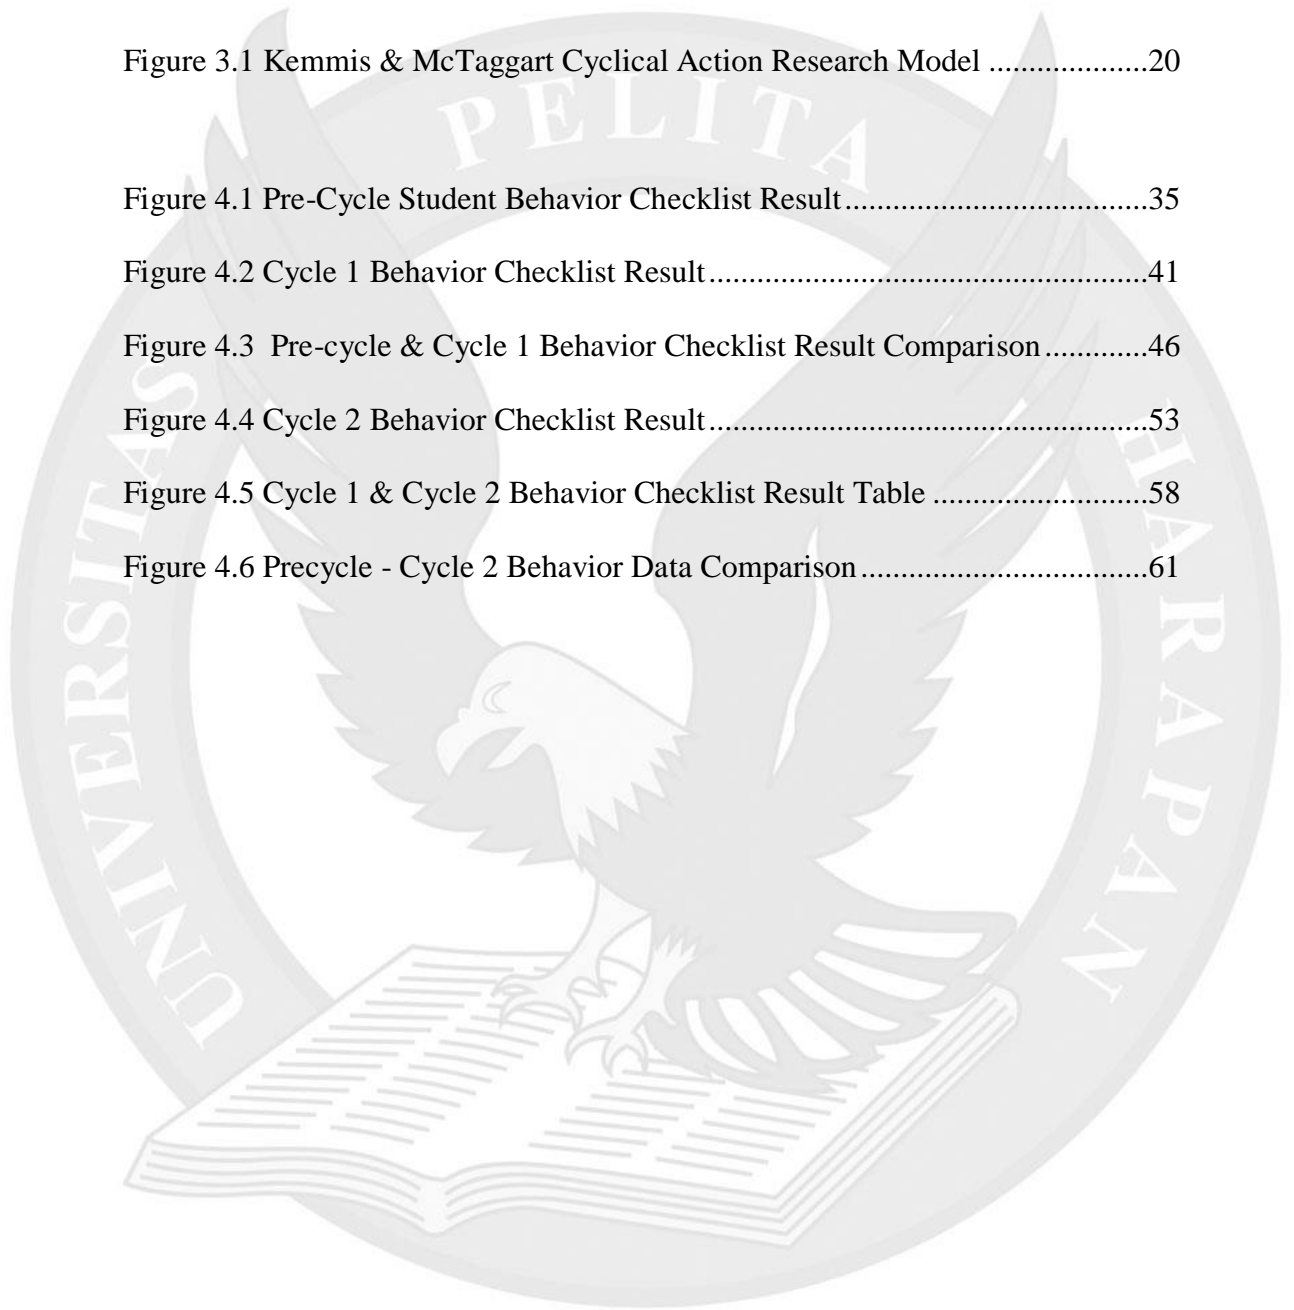 Figure 3.1 Kemmis & McTaggart Cyclical Action Research Model ....................20
Figure 4.1 Pre-Cycle Student Behavior Checklist Result......................................35
Figure 4.2 Cycle 1 Behavior Checklist Result.......................................................41
Figure 4.3  Pre-cycle & Cycle 1 Behavior Checklist Result Comparison.............46
Figure 4.4 Cycle 2 Behavior Checklist Result.......................................................53
Figure 4.5 Cycle 1 & Cycle 2 Behavior Checklist Result Table ...........................58
Figure 4.6 Precycle - Cycle 2 Behavior Data Comparison....................................61
UNIVERSITAS PELITA HARAPAN